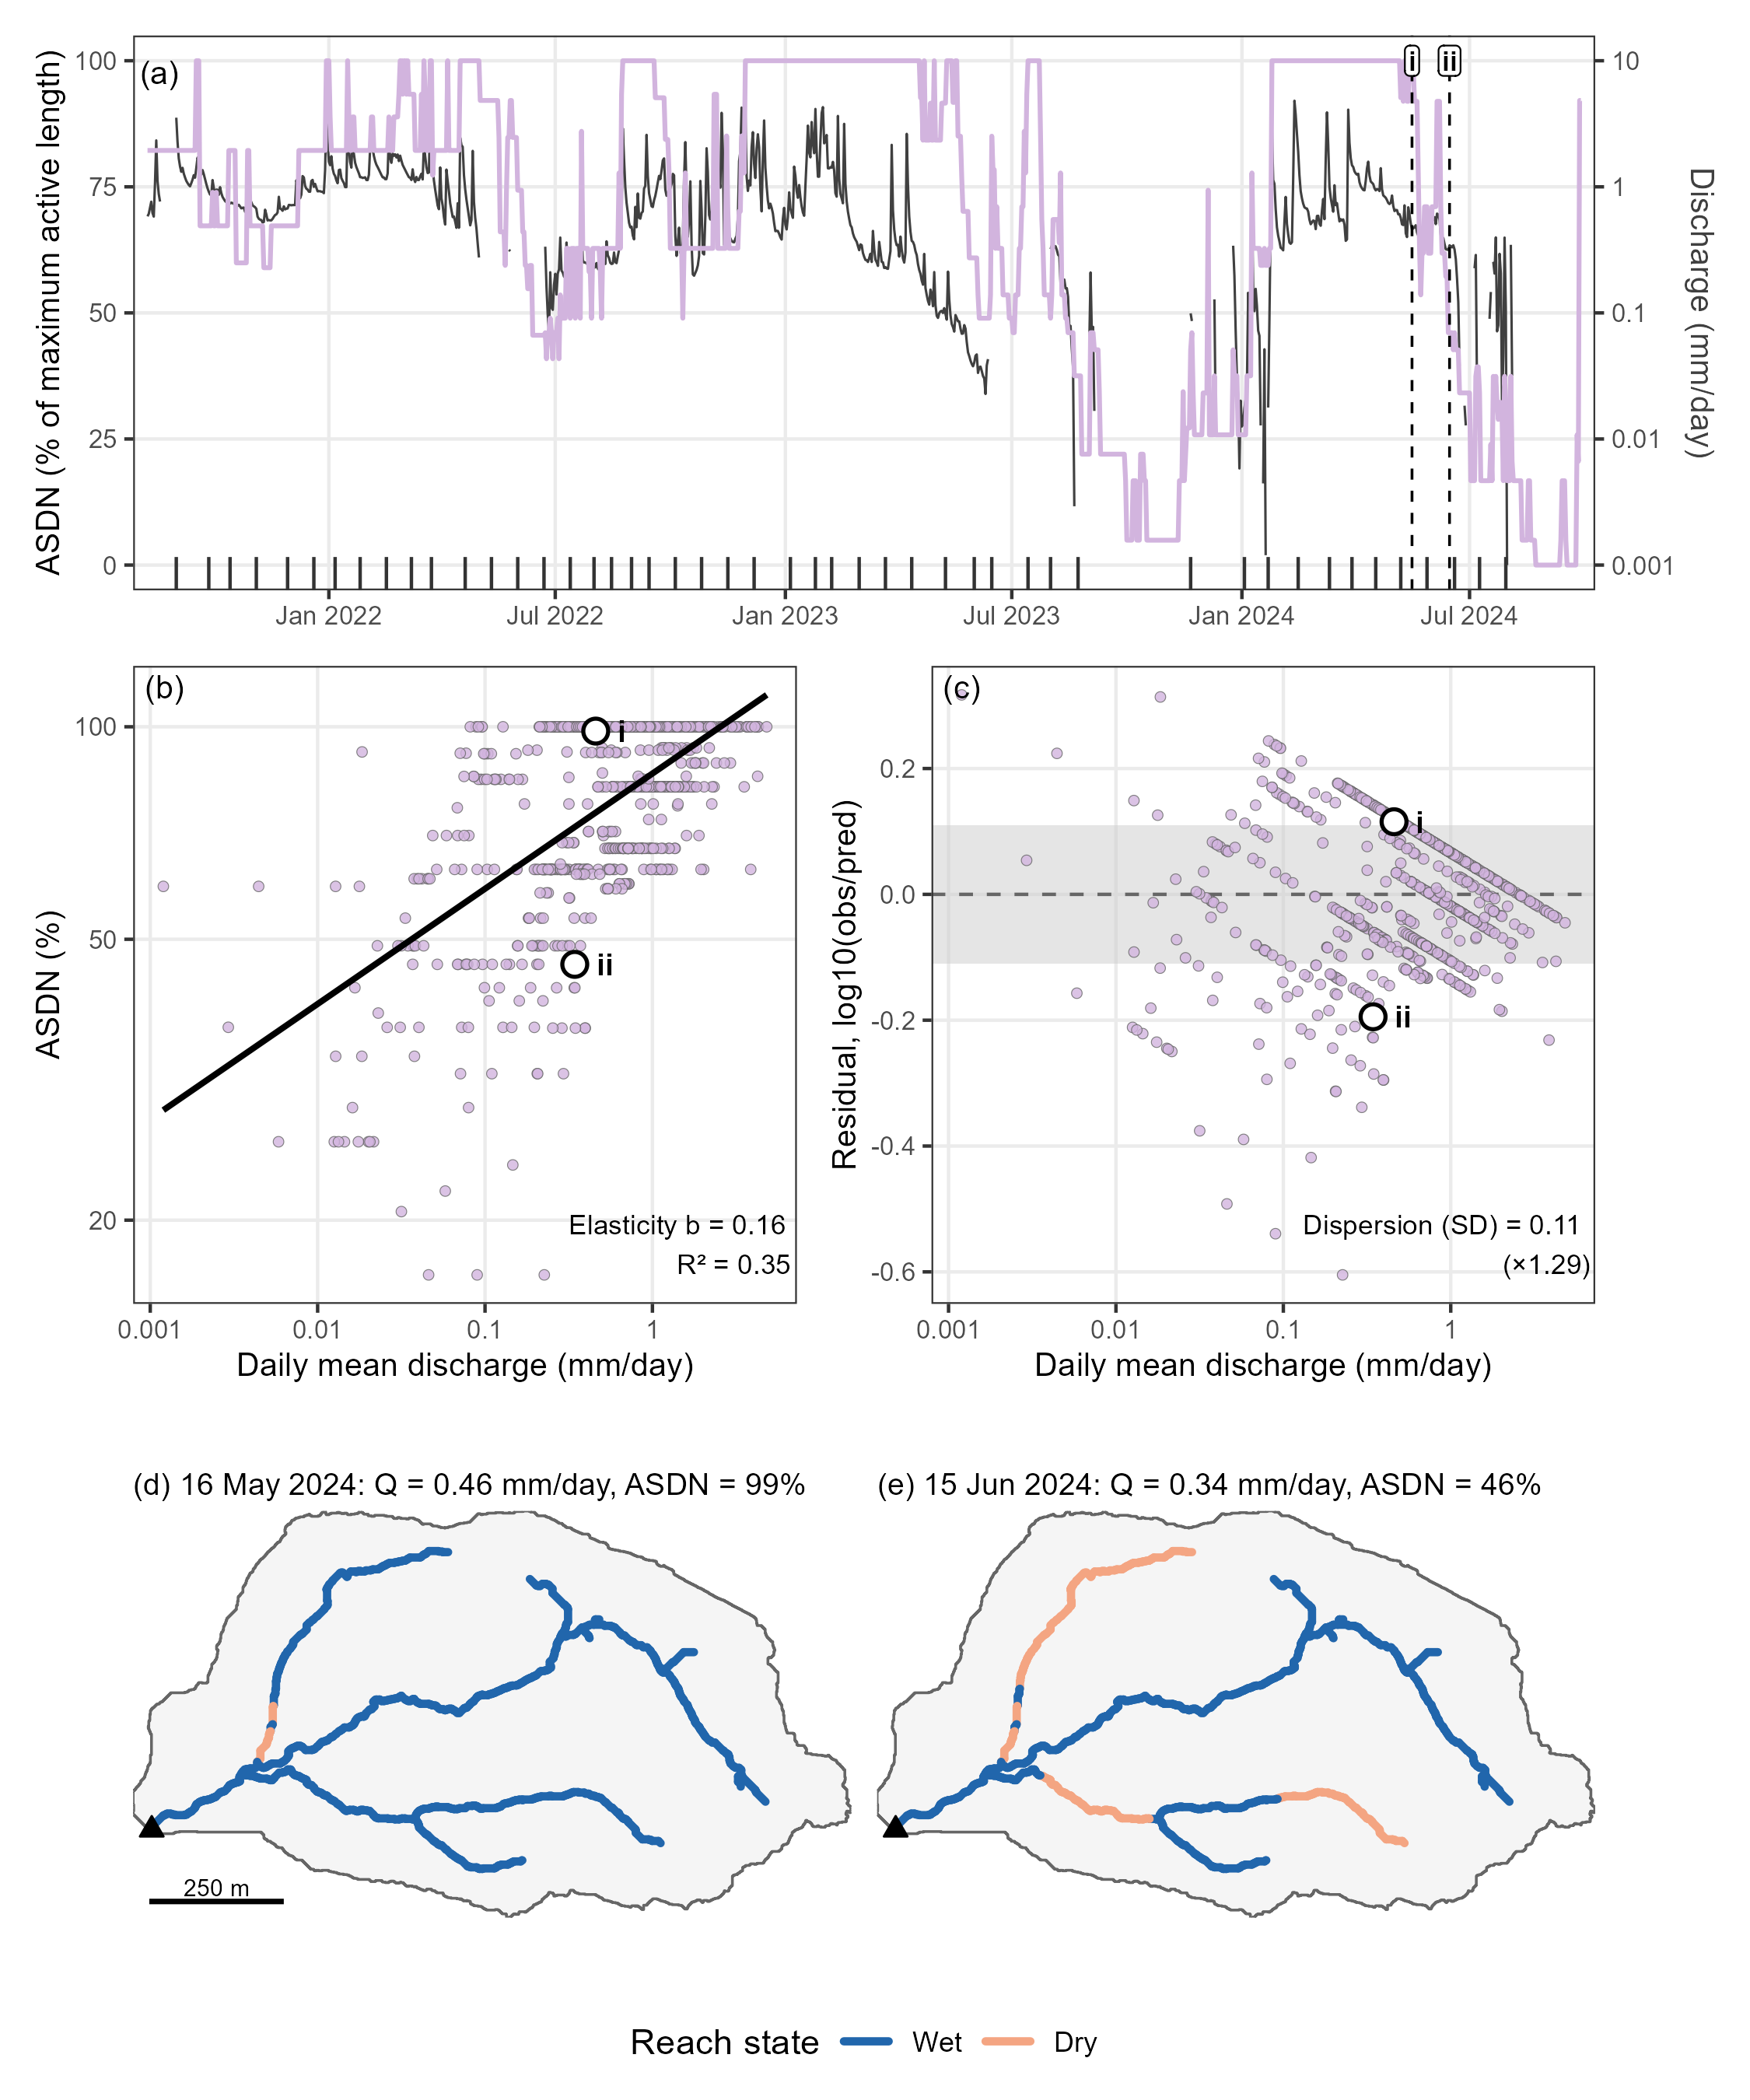 (a)
i
ii
ASDN (% of maximum active length)
100
75
50
25
0
10
1
0.1
0.01
0.001
Discharge (mm/day)
Jan 2022
Jul 2022
Jan 2023
Jul 2023
Jan 2024
Jul 2024
(b)
ASDN (%)
100
50
20
i
ii
Elasticity b = 0.16
R² = 0.35
0.001
0.01
0.1
1
Daily mean discharge (mm/day)
(c)
Residual, log10(obs/pred)
0.2
0.0
-0.2
-0.4
-0.6
i
ii
Dispersion (SD) = 0.11
(×1.29)
0.001
0.01
0.1
1
Daily mean discharge (mm/day)
(d) 16 May 2024: Q = 0.46 mm/day, ASDN = 99%
250 m
(e) 15 Jun 2024: Q = 0.34 mm/day, ASDN = 46%
Reach state
Wet
Dry